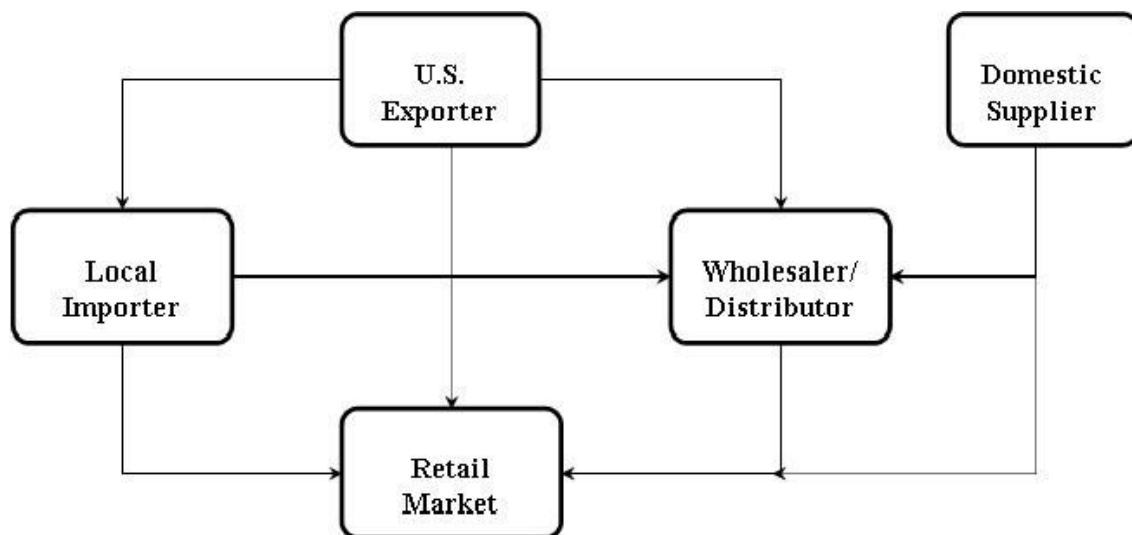 U.S.
Exporter
Domestic
Supplier
Local
Importer
Wholesaler/
Distributor
Retail
Market